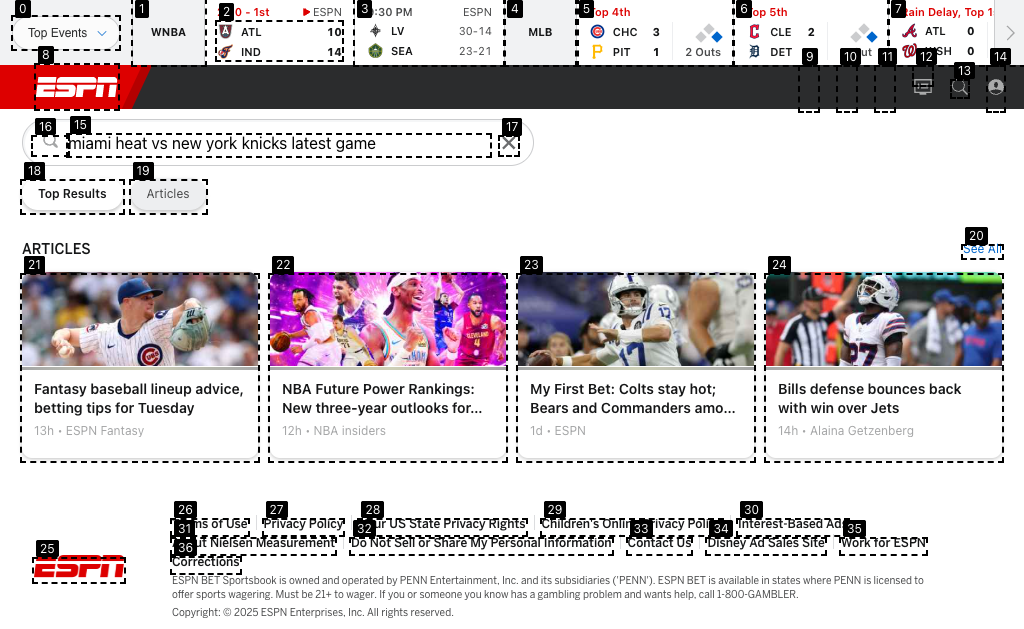 0
1
2
3
4
5
6
7
Top Events
WNBA
0 - 1st
ESPN
ATL 10
IND 14
:30 PM
ESPN
LV 30-14
SEA 23-21
MLB
Top 4th
CHC 3
PIT 1
2 Outs
Top 5th
CLE 2
DET
Rain Delay, Top 1
ATL 0
WSH 0
8
9
10
11
12
13
14
ESPN
15
16
17
miami heat vs new york knicks latest game
18
19
Top Results
Articles
20
ARTICLES
See All
21
22
23
24
Fantasy baseball lineup advice,
betting tips for Tuesday
13h • ESPN Fantasy
NBA Future Power Rankings:
New three-year outlooks for...
12h • NBA insiders
My First Bet: Colts stay hot;
Bears and Commanders amo...
1d • ESPN
Bills defense bounces back
with win over Jets
14h • Alaina Getzenberg
25
26
27
28
29
30
31
32
33
34
35
36
ESPN
Terms of Use
Privacy Policy
Your US State Privacy Rights
Children's Online Privacy Policy
Interest-Based Ads
About Nielsen Measurement
Do Not Sell or Share My Personal Information
Contact Us
Disney Ad Sales Site
Work for ESPN
Corrections
ESPN BET Sportsbook is owned and operated by PENN Entertainment, Inc. and its subsidiaries ('PENN'). ESPN BET is available in states where PENN is licensed to
offer sports wagering. Must be 21+ to wager. If you or someone you know has a gambling problem and wants help, call 1-800-GAMBLER.
Copyright: © 2025 ESPN Enterprises, Inc. All rights reserved.